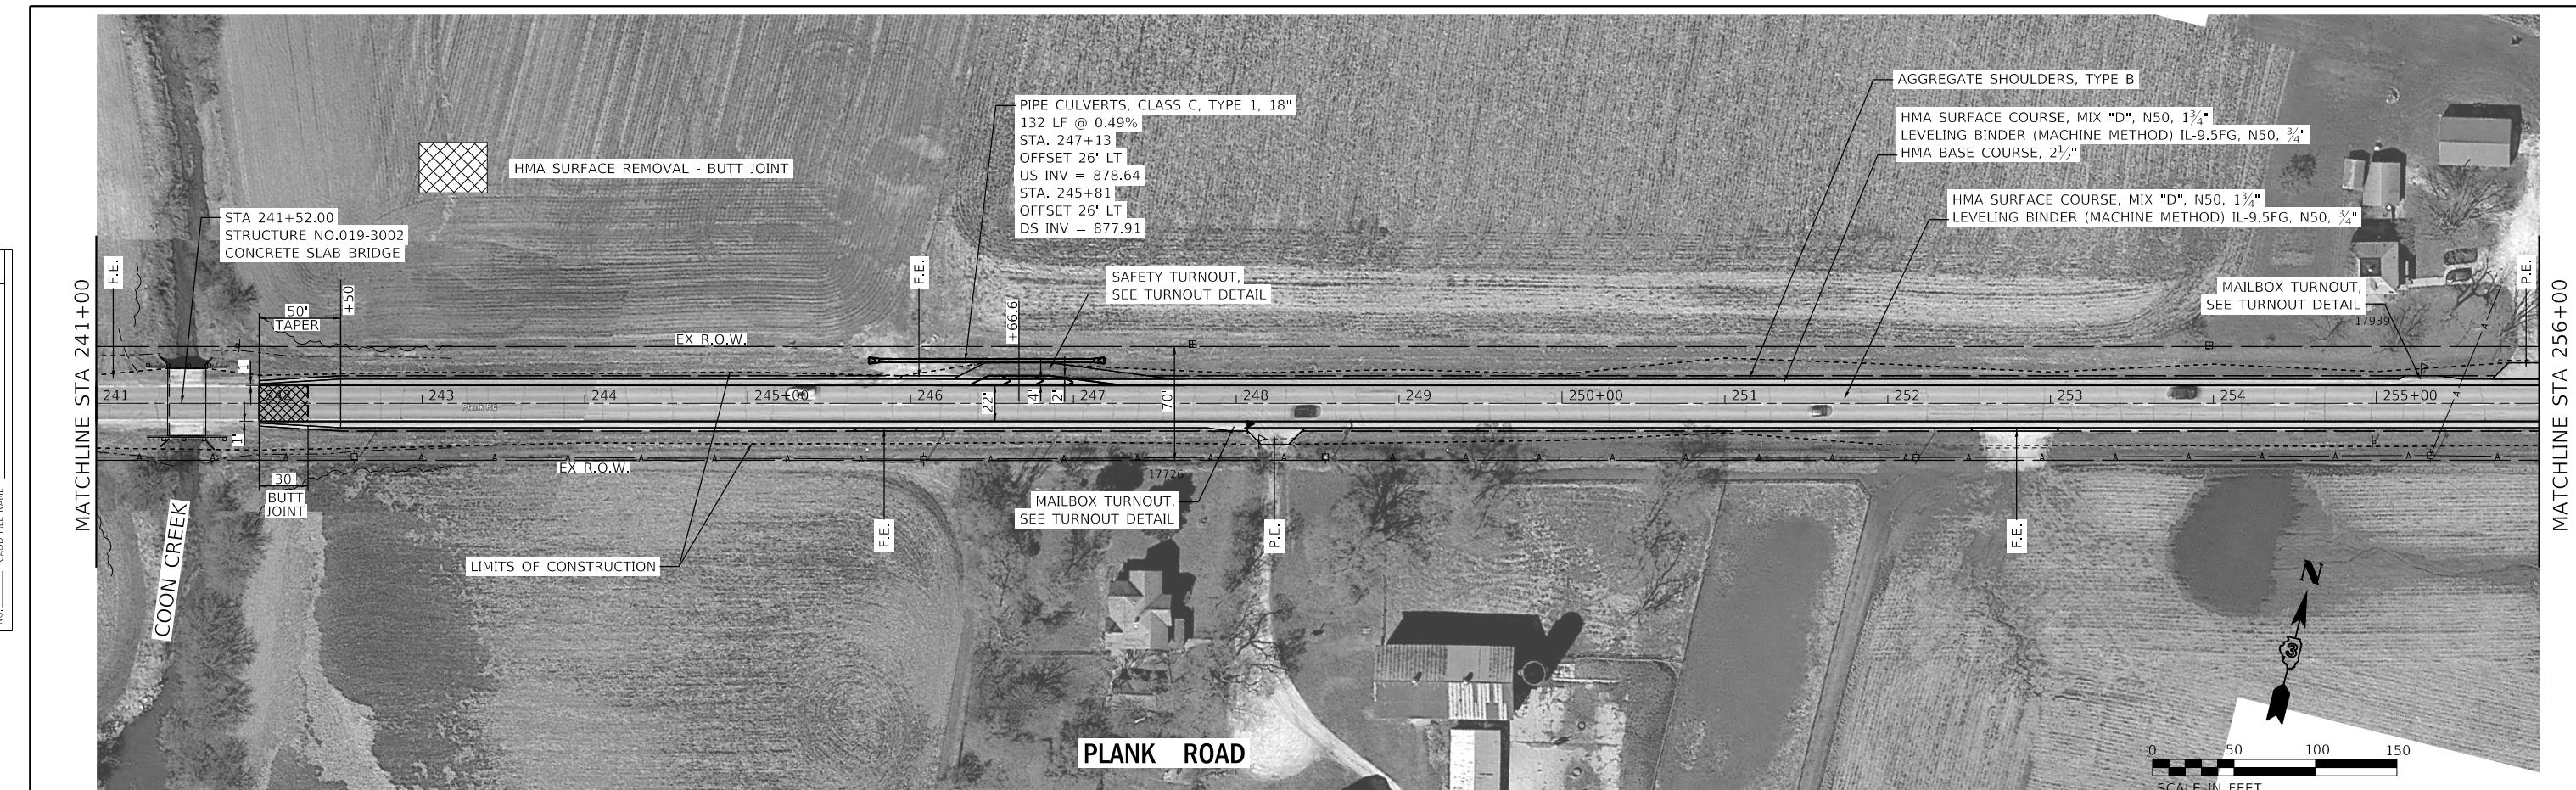 AGGREGATE SHOULDERS, TYPE B
PIPE CULVERTS, CLASS C, TYPE 1, 18"
132 LF @ 0.49%
STA. 247+13
OFFSET 26' LT
US INV = 878.64
STA. 245+81
OFFSET 26' LT
DS INV = 877.91
HMA SURFACE COURSE, MIX "D", N50, 1¾"
LEVELING BINDER (MACHINE METHOD) IL-9.5FG, N50, ¾"
HMA BASE COURSE, 2½"
HMA SURFACE REMOVAL - BUTT JOINT
HMA SURFACE COURSE, MIX "D", N50, 1¾"
LEVELING BINDER (MACHINE METHOD) IL-9.5FG, N50, ¾"
STA 241+52.00
STRUCTURE NO.019-3002
CONCRETE SLAB BRIDGE
F.E.
F.E.
P.E.
SAFETY TURNOUT,
SEE TURNOUT DETAIL
MAILBOX TURNOUT,
SEE TURNOUT DETAIL
17939
MATCHLINE STA 241+00
MATCHLINE STA 256+00
50'
TAPER
+50
+66.6
EX R.O.W.
1'
241
242
243
244
245+00
246
247
248
249
250+00
251
252
253
254
255+00
Plank Rd
22'
4'
2'
70'
1'
EX R.O.W.
30'
BUTT
JOINT
17726
MAILBOX TURNOUT,
SEE TURNOUT DETAIL
F.E.
P.E.
F.E.
LIMITS OF CONSTRUCTION
COON CREEK
N
3
PLANK ROAD
0 50 100 150
SCALE IN FEET